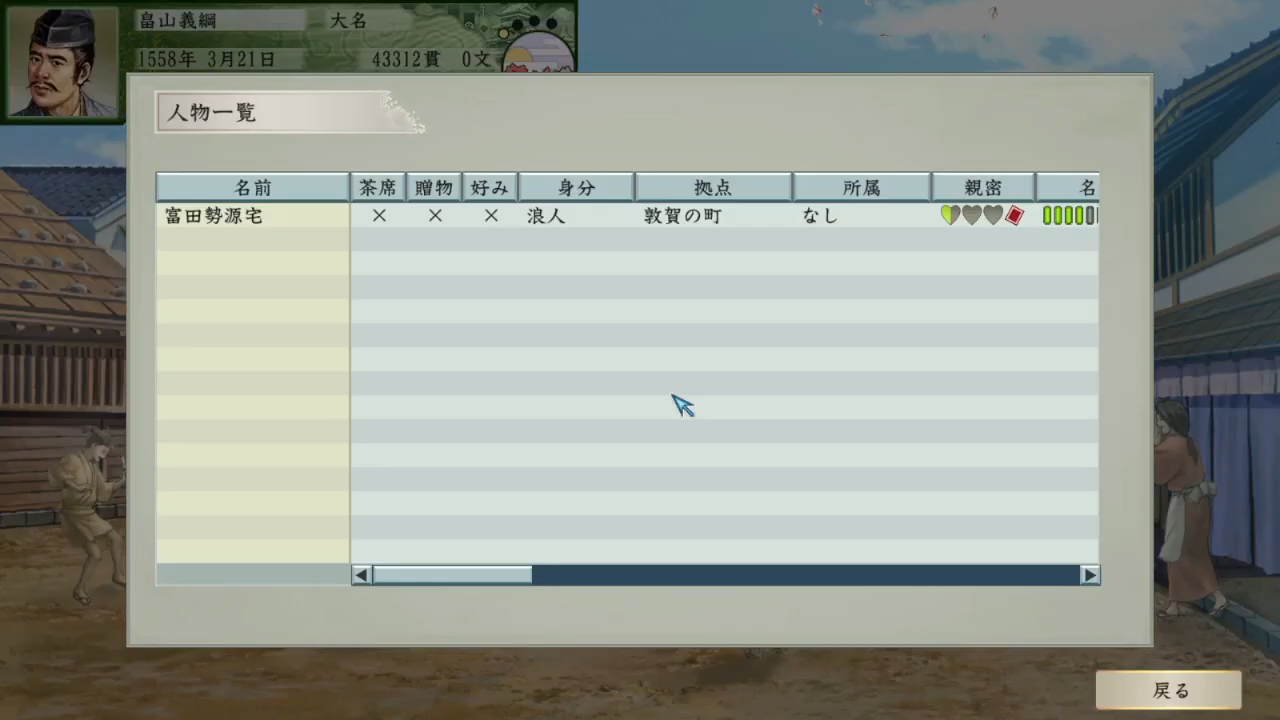 畠山義綱 大名
1558年 3月21日 43312貫 0文
人物一覧
名前 茶席 贈物 好み 身分 拠点 所属 親密 名
富田勢源宅 × × × 浪人 敦賀の町 なし
戻る